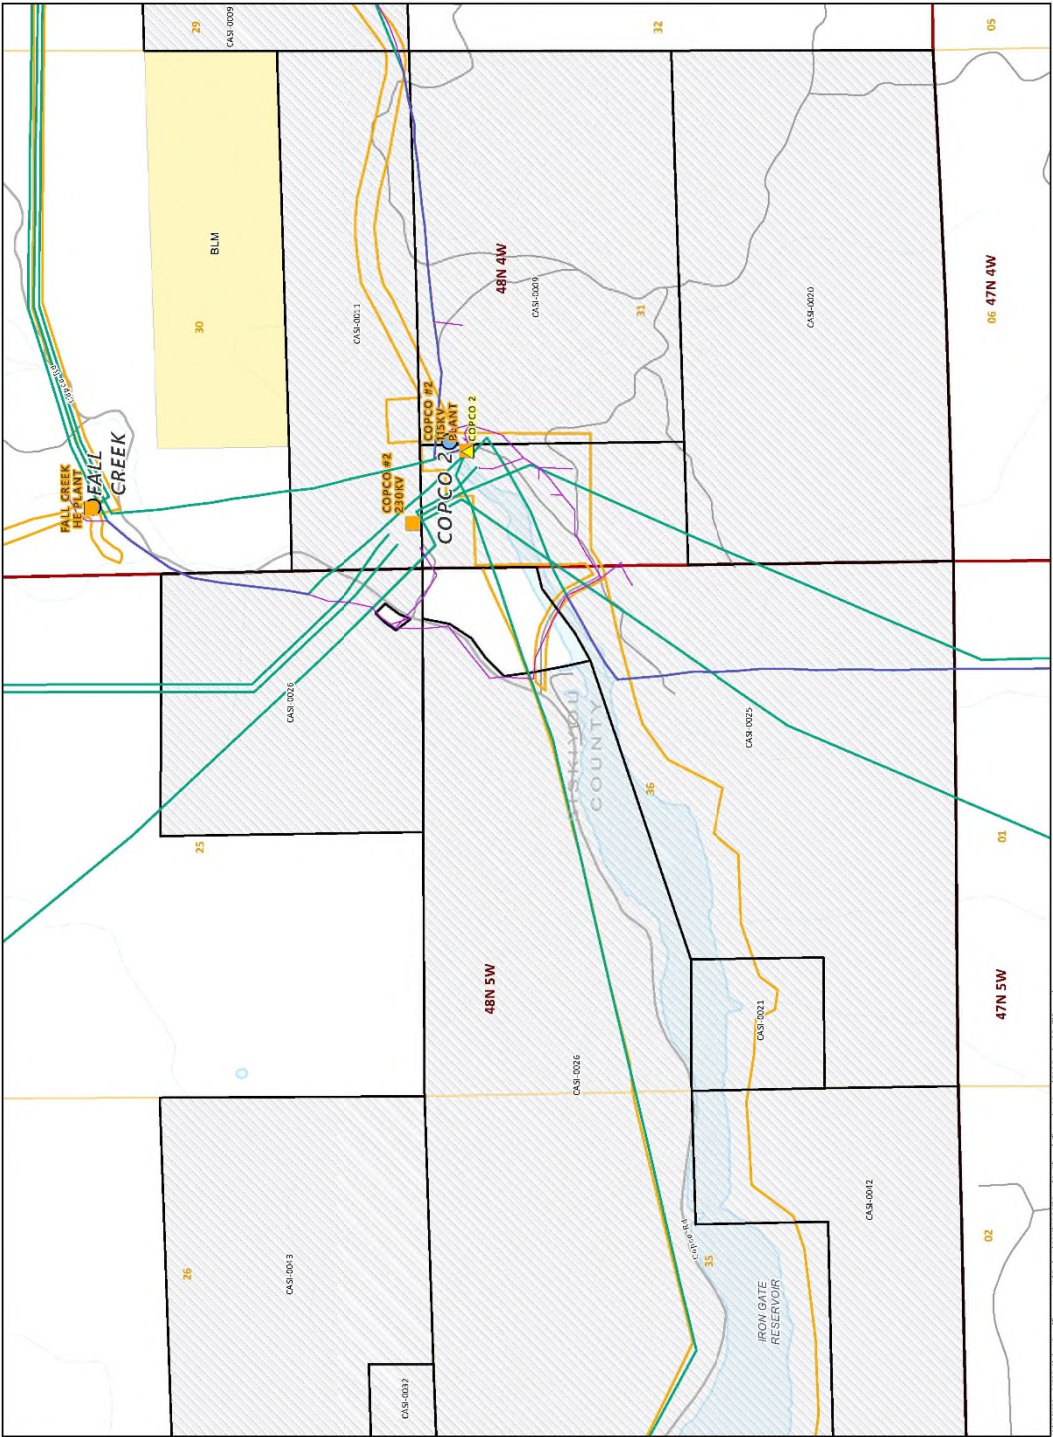 29
CASI-0009
32
05
BLM
30
CASI-0011
48N 4W
CASI-0009
31
CASI-0020
06
47N 4W
FALL CREEK
HE PLANT
FALL
CREEK
COPCO #2
230KV
COPCO #2
115KV
PLANT
COPCO 2
COPCO 2
CASI-0026
SISKIYOU
COUNTY
CASI-0025
25
36
01
48N 5W
47N 5W
CASI-0026
CASI-0021
26
CASI-0043
CASI-0032
35
IRON GATE
RESERVOIR
CASI-0042
02